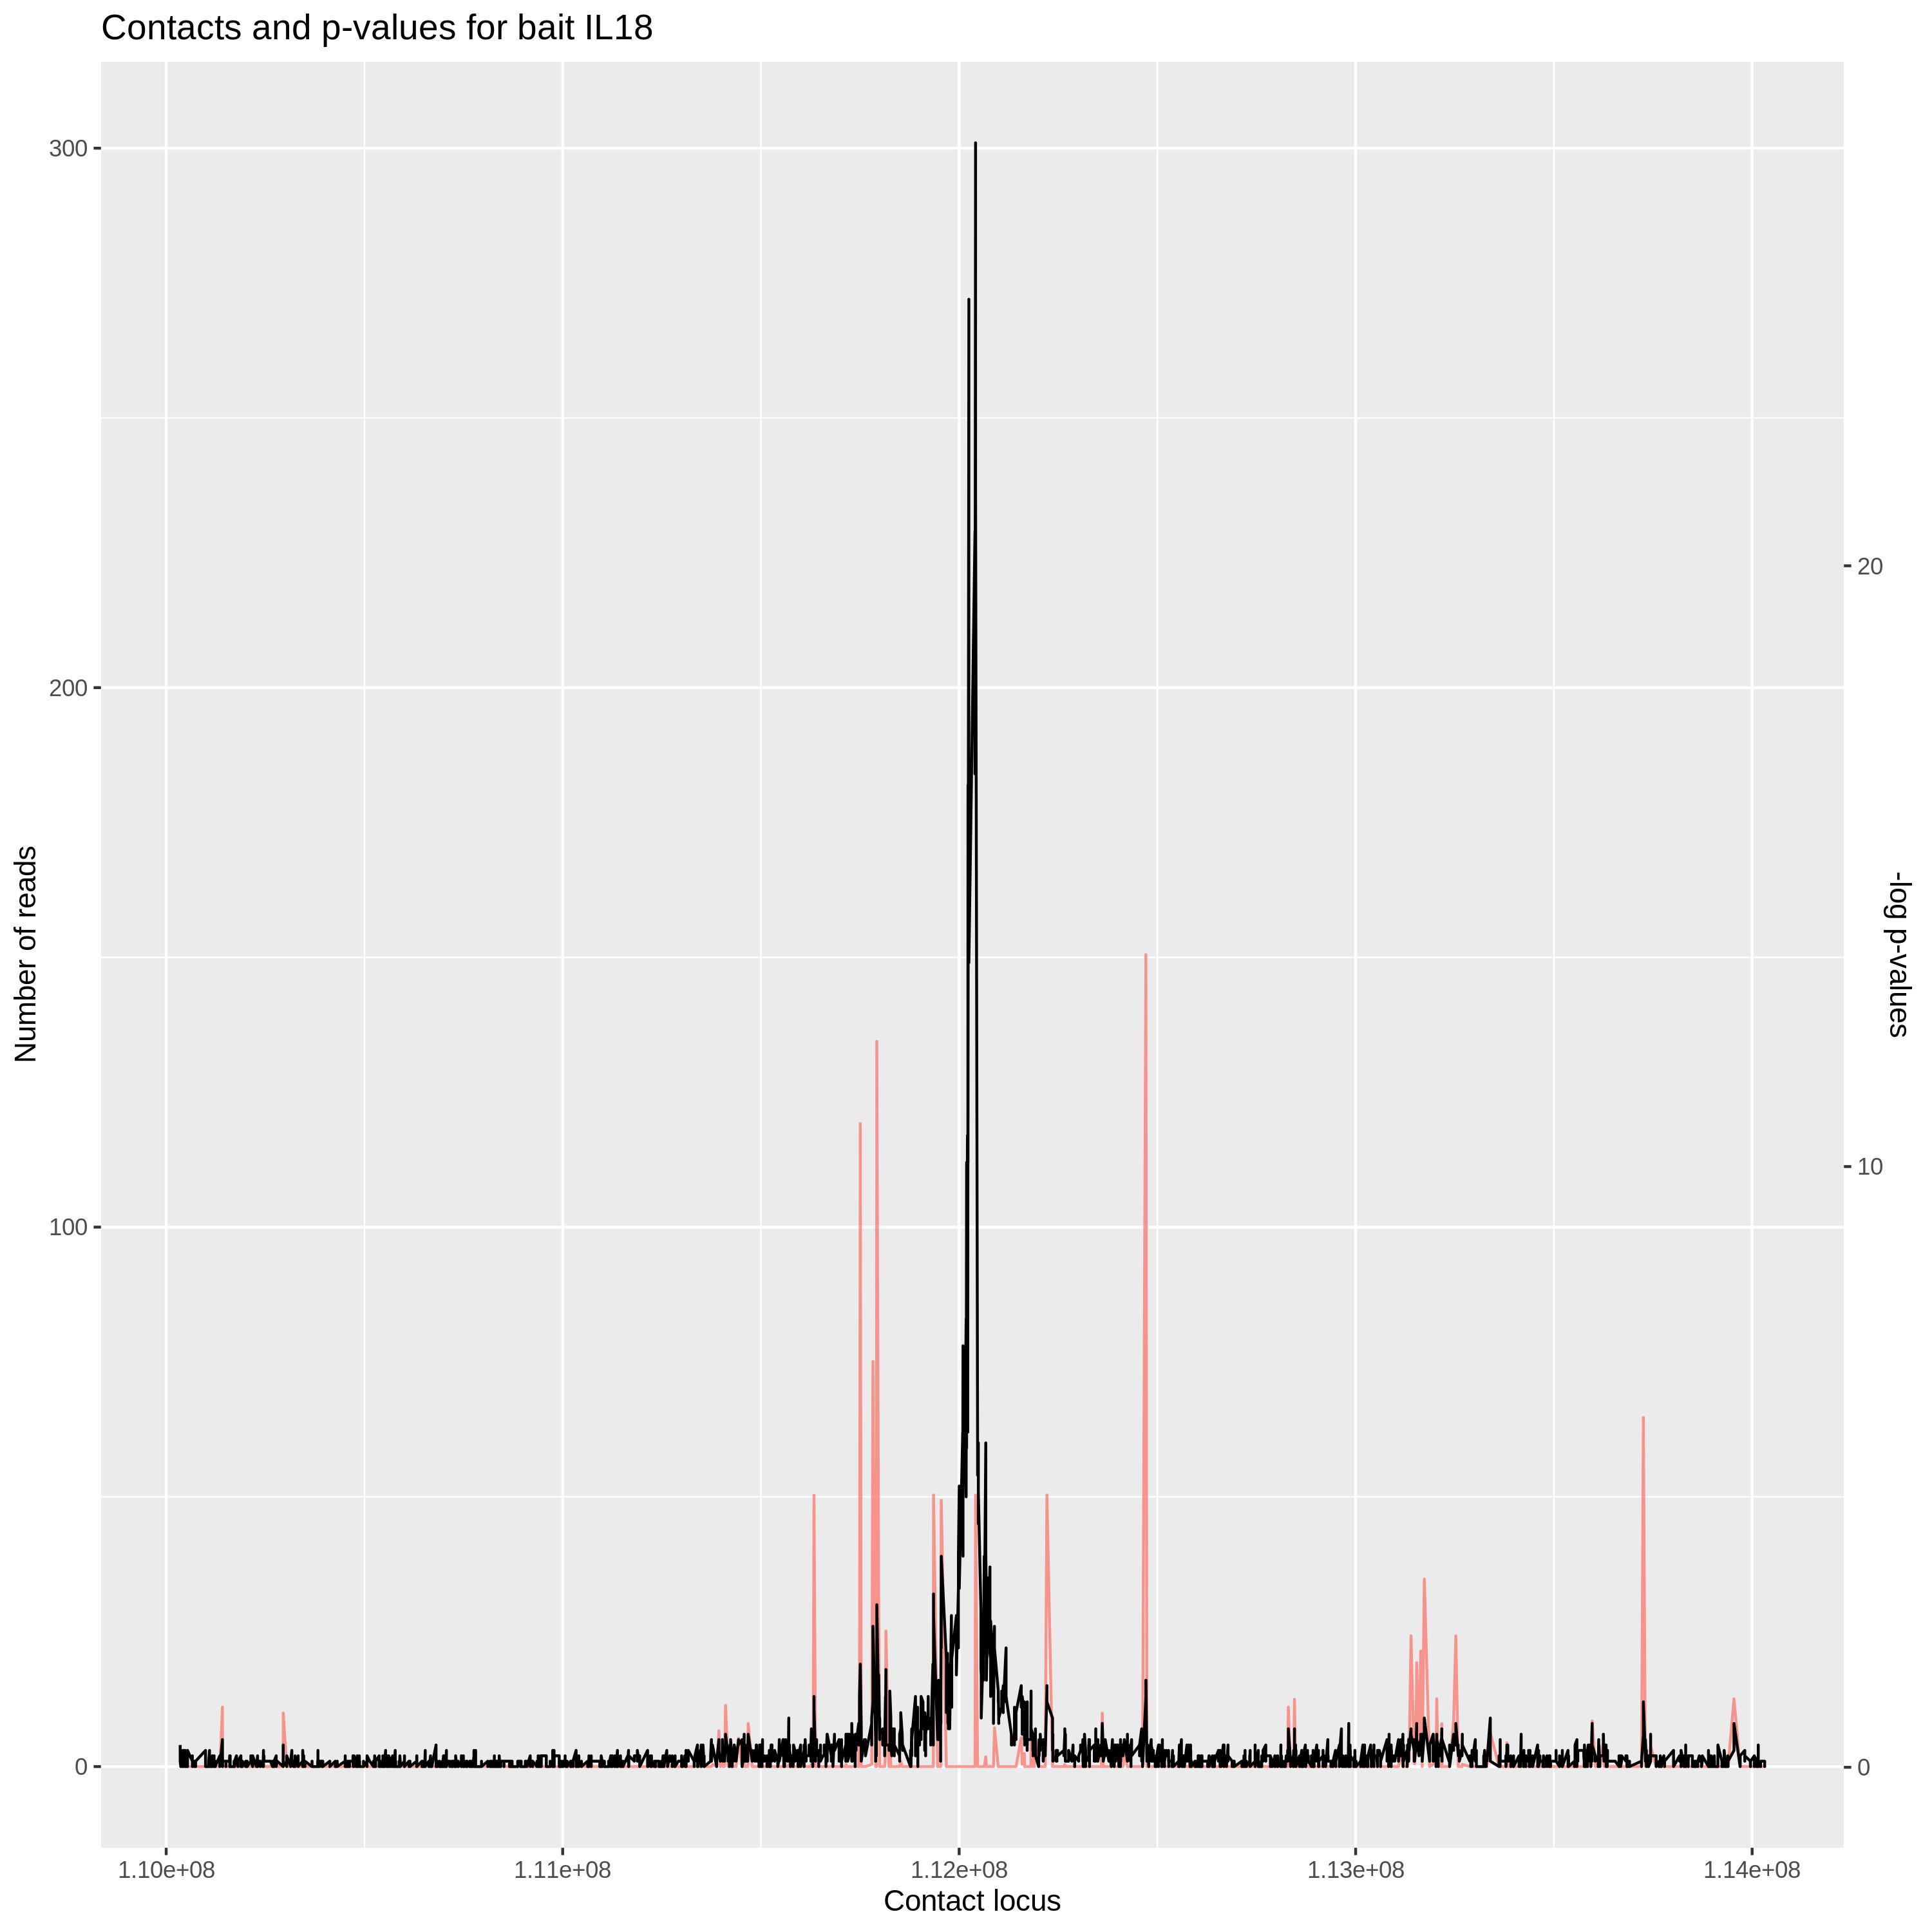 Contacts and p-values for bait IL18
300
200
100
0
Number of reads
20
10
0
-log p-values
1.10e+08
1.11e+08
1.12e+08
1.13e+08
1.14e+08
Contact locus